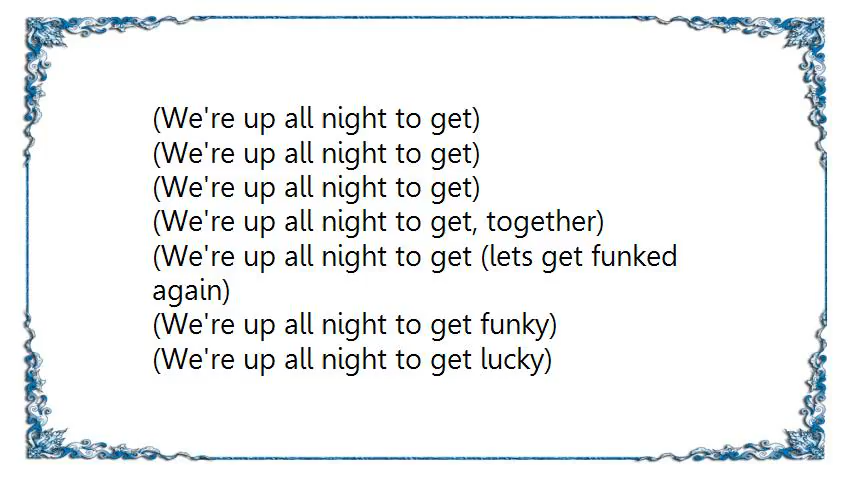 (We're up all night to get)
(We're up all night to get)
(We're up all night to get)
(We're up all night to get, together)
(We're up all night to get (lets get funked
again)
(We're up all night to get funky)
(We're up all night to get lucky)